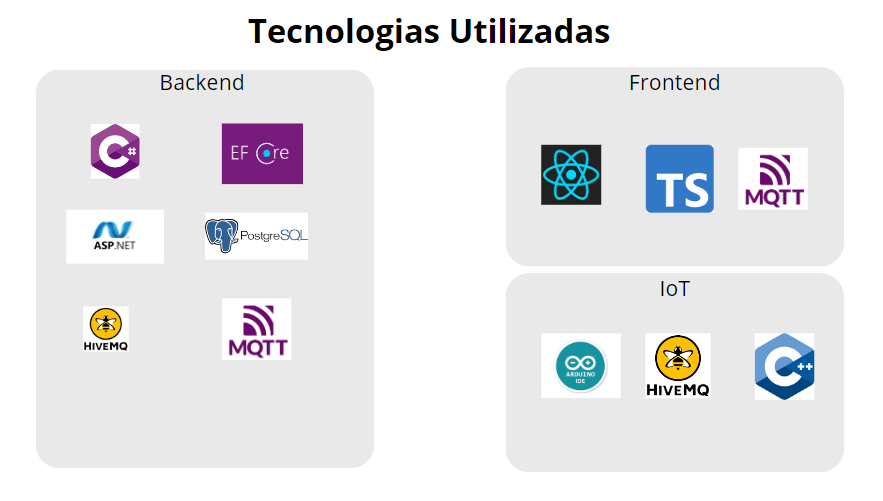 Tecnologias Utilizadas
Backend
C#
EF Core
ASP.NET
PostgreSQL
HIVEMQ
MQTT
Frontend
TS
MQTT
IoT
ARDUINO
IDE
HIVEMQ
C++